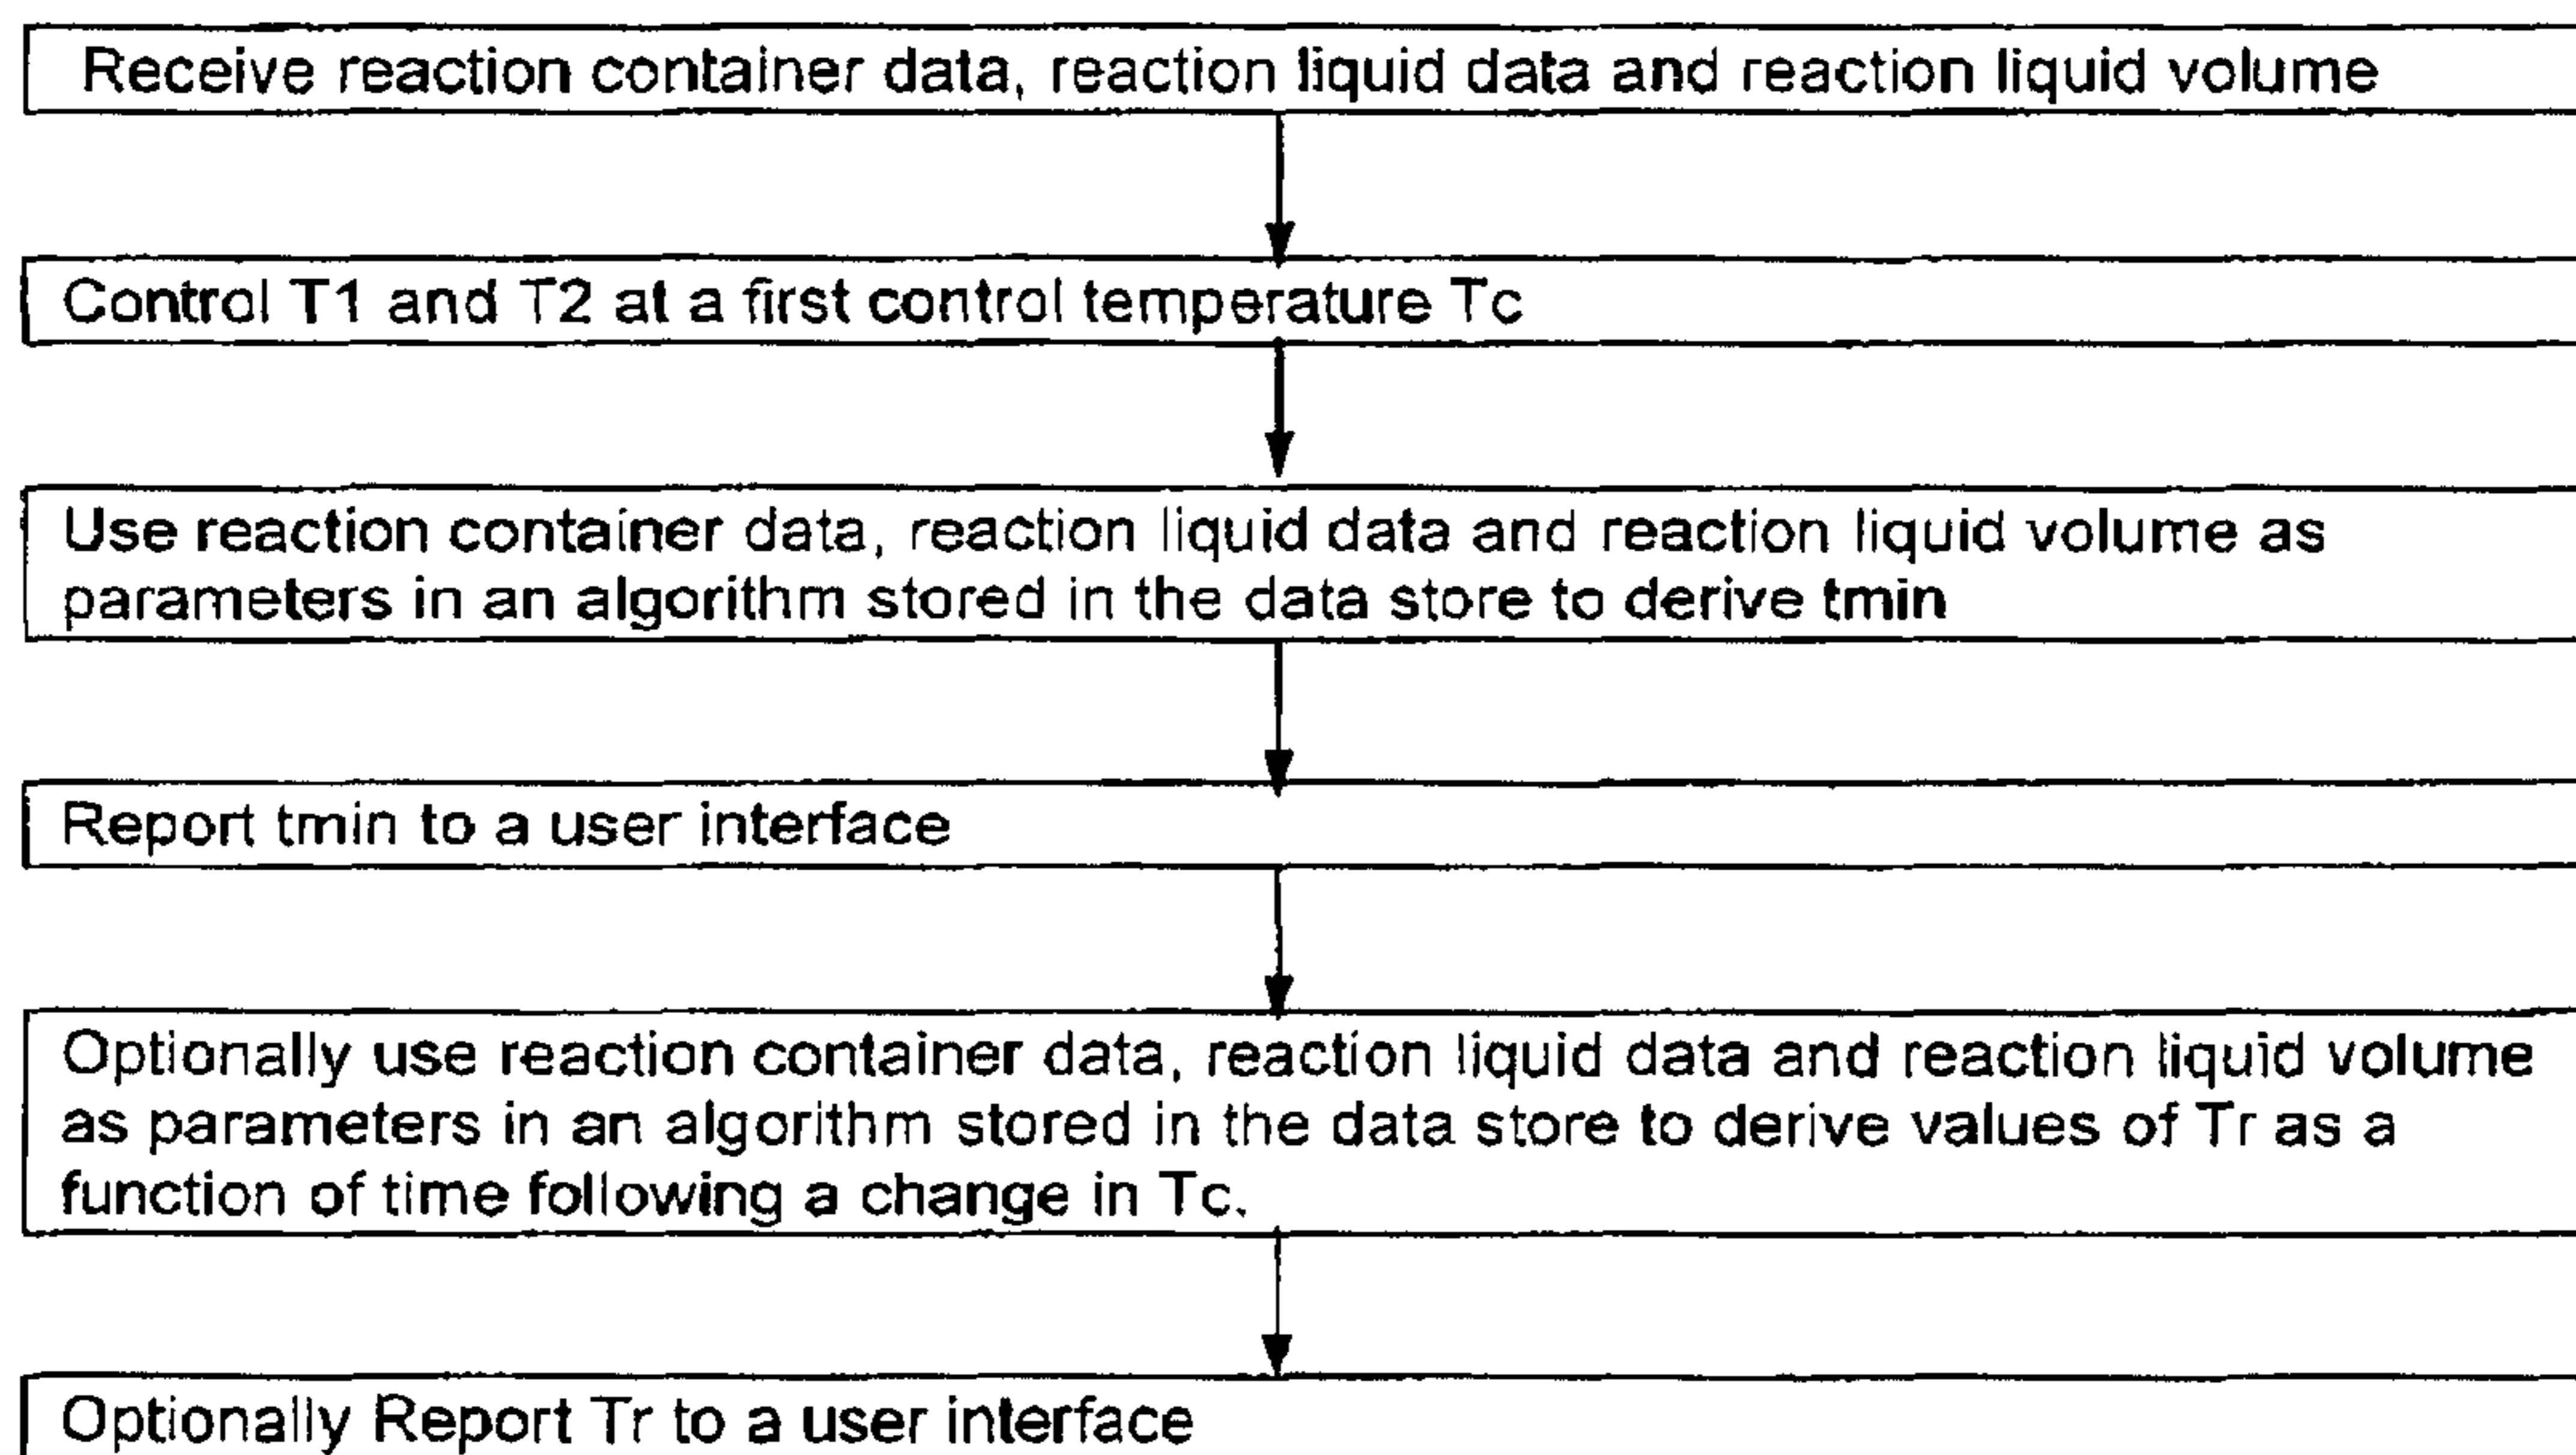 Receive reaction container data, reaction liquid data and reaction liquid volume
Control T1 and T2 at a first control temperature Tc
Use reaction container data, reaction liquid data and reaction liquid volume as
parameters in an algorithm stored in the data store to derive tmin
Report tmin to a user interface
Optionally use reaction container data, reaction liquid data and reaction liquid volume
as parameters in an algorithm stored in the data store to derive values of Tr as a
function of time following a change in Tc.
Optionally Report Tr to a user interface